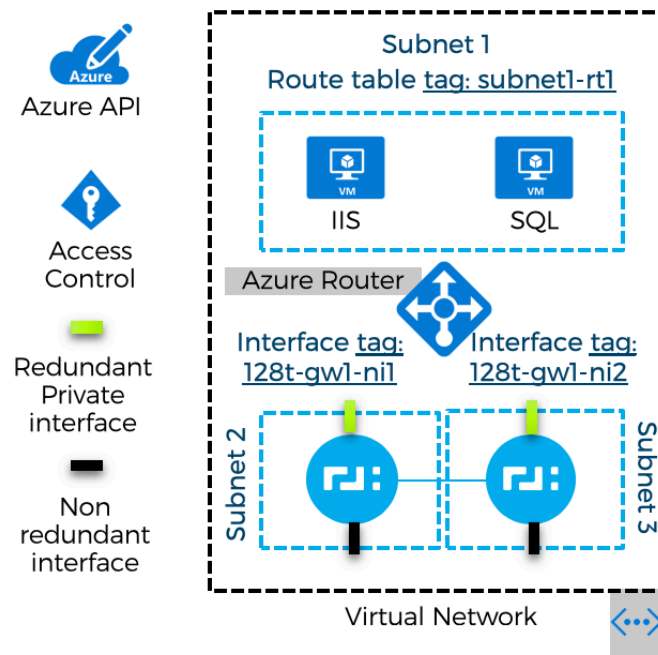 Azure
Azure API
Access
Control
Redundant
Private
interface
Non
redundant
interface
Subnet 1
Route table tag: subnet1-rt1
VM
IIS
VM
SQL
Azure Router
Interface tag:
128t-gw1-ni1
Interface tag:
128t-gw1-ni2
Subnet 2
Subnet 3
Virtual Network